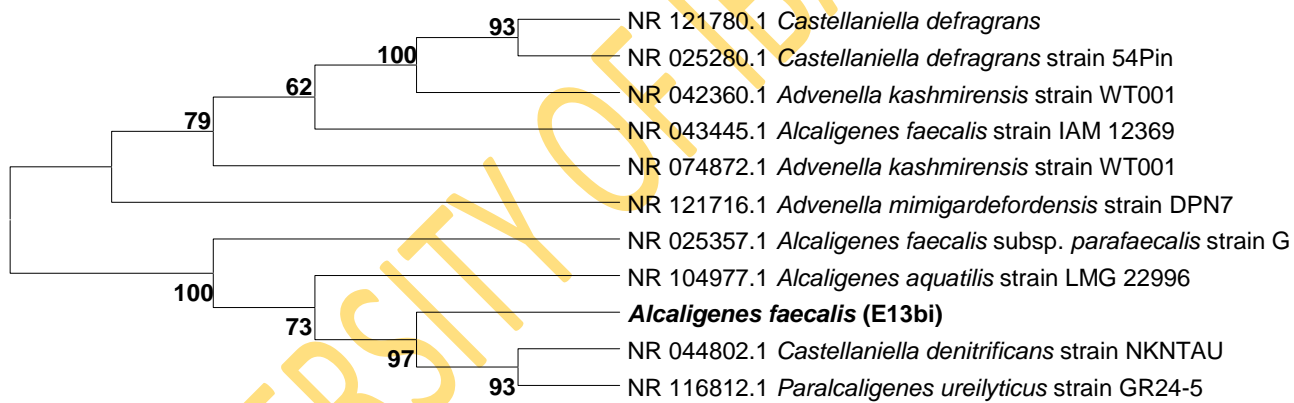 93 NR 121780.1 Castellaniella defragrans
NR 025280.1 Castellaniella defragrans strain 54Pin
100
NR 042360.1 Advenella kashmirensis strain WT001
62
NR 043445.1 Alcaligenes faecalis strain IAM 12369
79
NR 074872.1 Advenella kashmirensis strain WT001
NR 121716.1 Advenella mimigardefordensis strain DPN7
NR 025357.1 Alcaligenes faecalis subsp. parafaecalis strain G
100
NR 104977.1 Alcaligenes aquatilis strain LMG 22996
73
Alcaligenes faecalis (E13bi)
97
NR 044802.1 Castellaniella denitrificans strain NKNTAU
93 NR 116812.1 Paralcaligenes ureilyticus strain GR24-5
ERSITY OF IB